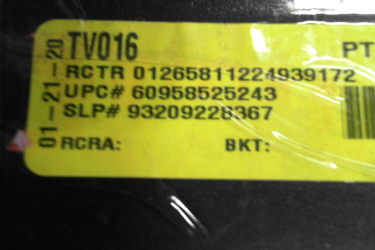 01-21-20
TV016 PT
RCTR 01265811224939172
UPC# 60958525243
SLP# 93209228367
RCRA: BKT: